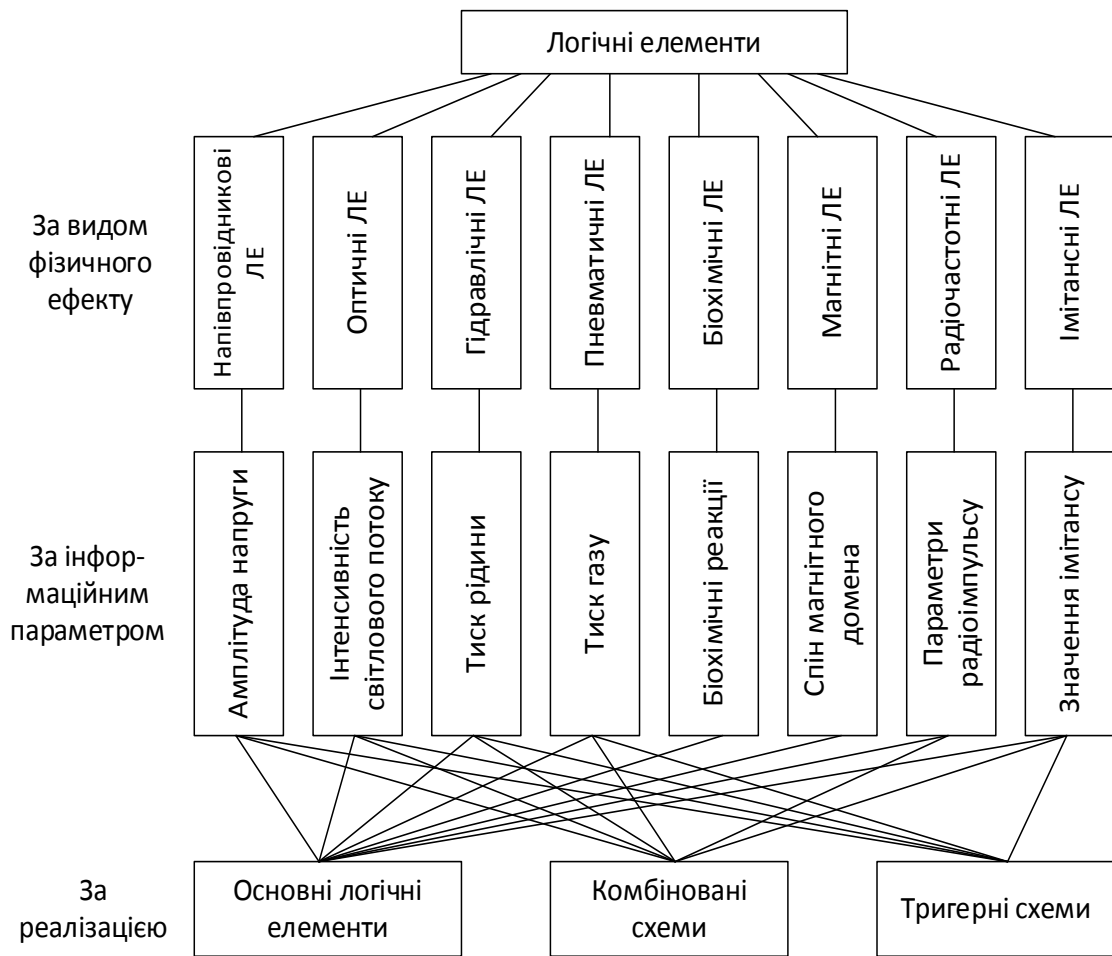 Логічні елементи
За видом
фізичного
ефекту
Напівпровідникові
ЛЕ
Оптичні ЛЕ
Гідравлічні ЛЕ
Пневматичні ЛЕ
Біохімічні ЛЕ
Магнітні ЛЕ
Радіочастотні ЛЕ
Імітансні ЛЕ
За інфор-
маційним
параметром
Амплітуда напруги
Інтенсивність
світлового потоку
Тиск рідини
Тиск газу
Біохімічні реакції
Спін магнітного
домена
Параметри
радіоімпульсу
Значення імітансу
За
реалізацією
Основні логічні
елементи
Комбіновані
схеми
Тригерні схеми